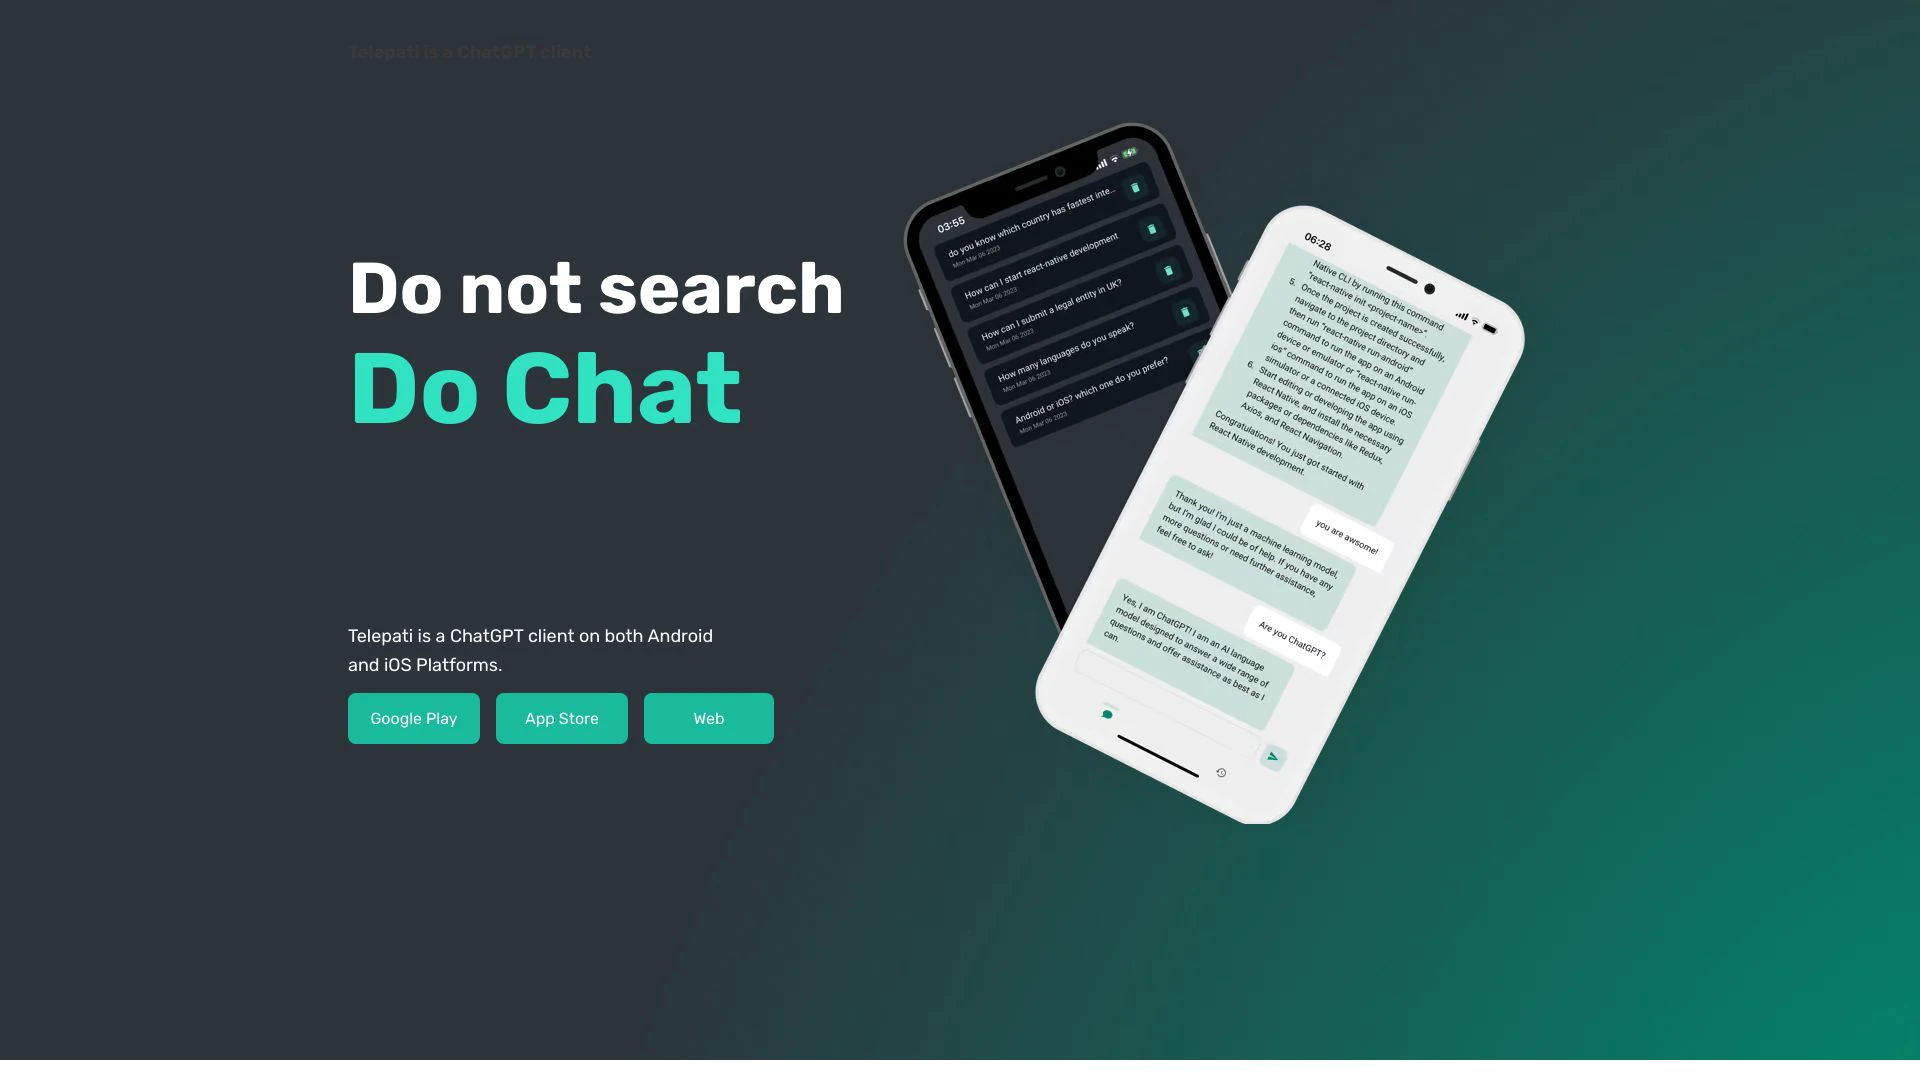 Telepati is a ChatGPT client
Do not search
Do Chat
Telepati is a ChatGPT client on both Android
and iOS Platforms.
Google Play
App Store
Web
03:55
do you know which country has fastest inte...
Mon Mar 06 2023
How can I start react-native development
Mon Mar 06 2023
How can I submit a legal entity in UK?
Mon Mar 06 2023
How many languages do you speak?
Mon Mar 06 2023
Android or iOS? which one do you prefer?
Mon Mar 06 2023
06:28
Native CLI by running this command
"react-native init <project-name>".
5. Once the project is created successfully,
navigate to the project directory and
then run "react-native run-android"
command to run the app on an Android
device or emulator or "react-native run-
ios" command to run the app on an iOS
simulator or a connected iOS device.
6. Start editing or developing the app using
React Native, and install the necessary
packages or dependencies like Redux,
Axios, and React Navigation.
Congratulations! You just got started with
React Native development.
you are awsome!
Thank you! I'm just a machine learning model,
but I'm glad I could be of help. If you have any
more questions or need further assistance,
feel free to ask!
Are you ChatGPT?
Yes, I am ChatGPT! I am an AI language
model designed to answer a wide range of
questions and offer assistance as best as I
can.